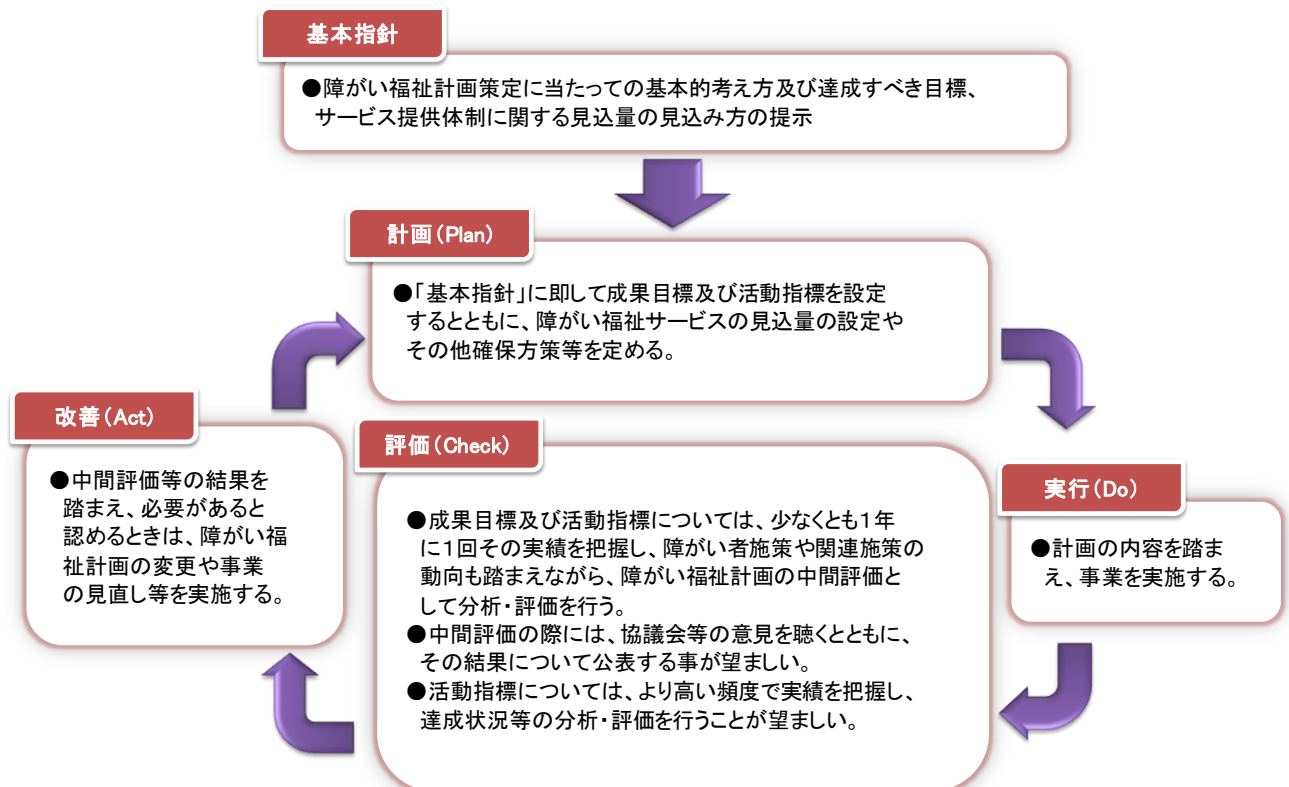 基本指針
●障がい福祉計画策定に当たっての基本的考え方及び達成すべき目標、
サービス提供体制に関する見込量の見込み方の提示
計画(Plan)
●「基本指針」に即して成果目標及び活動指標を設定
するとともに、障がい福祉サービスの見込量の設定や
その他確保方策等を定める。
改善(Act)
●中間評価等の結果を
踏まえ、必要があると
認めるときは、障がい福
祉計画の変更や事業
の見直し等を実施する。
評価(Check)
●成果目標及び活動指標については、少なくとも1年
に1回その実績を把握し、障がい者施策や関連施策の
動向も踏まえながら、障がい福祉計画の中間評価と
して分析・評価を行う。
●中間評価の際には、協議会等の意見を聴くとともに、
その結果について公表する事が望ましい。
●活動指標については、より高い頻度で実績を把握し、
達成状況等の分析・評価を行うことが望ましい。
実行(Do)
●計画の内容を踏ま
え、事業を実施する。